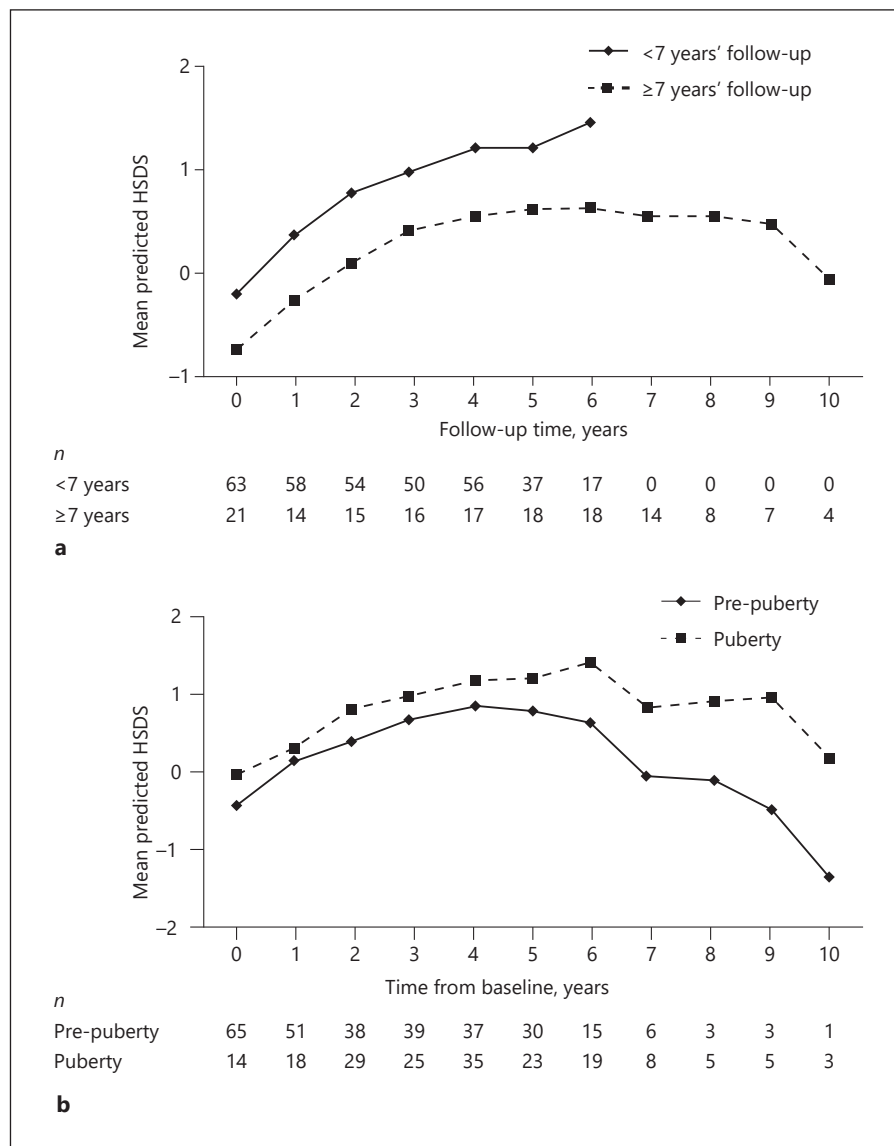 <7 years' follow-up
≥7 years' follow-up
2
1
0
–1
Mean predicted HSDS
0 1 2 3 4 5 6 7 8 9 10
Follow-up time, years
n
<7 years 63 58 54 50 56 37 17 0 0 0 0
≥7 years 21 14 15 16 17 18 18 14 8 7 4
a
Pre-puberty
Puberty
2
1
0
–1
–2
Mean predicted HSDS
0 1 2 3 4 5 6 7 8 9 10
Time from baseline, years
n
Pre-puberty 65 51 38 39 37 30 15 6 3 3 1
Puberty 14 18 29 25 35 23 19 8 5 5 3
b